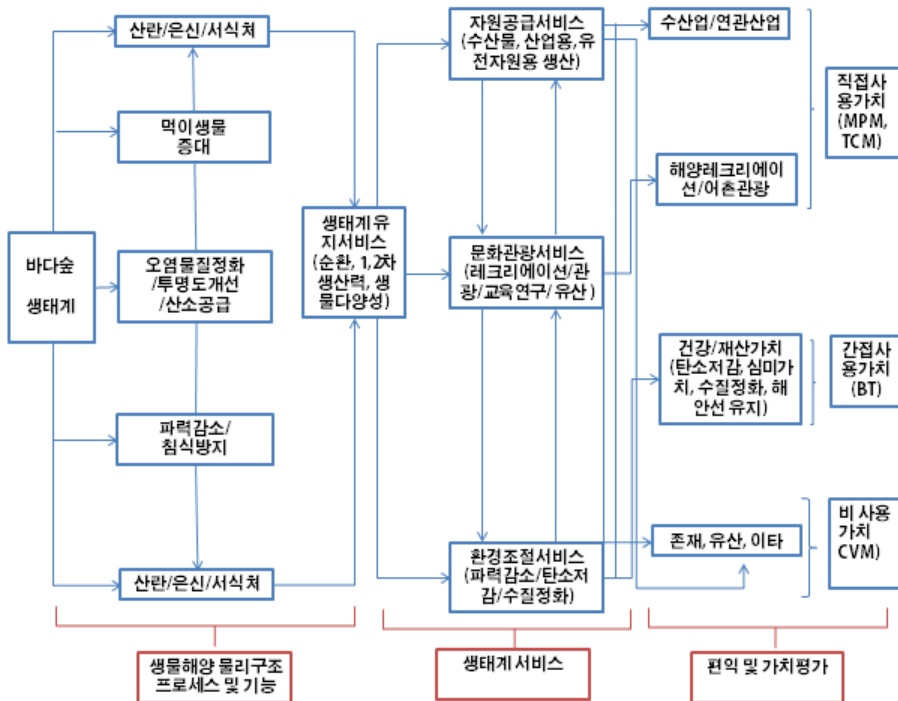 산란/은신/서식처
먹이생물
증대
바다숲
생태계
오염물질정화
/투명도개선
/산소공급
파력감소/
침식방지
산란/은신/서식처
생물해양 물리구조
프로세스 및 기능
생태계 유
지서비스
(순환, 1,2차
생산력, 생
물다양성)
자원공급서비스
(수산물, 산업용, 유
전자원용 생산)
문화관광서비스
(레크리에이션/관
광/교육연구/유산 )
환경조절서비스
(파력감소/탄소저
감/수질정화)
생태계 서비스
수산업/연관산업
해양레크리에이
션/어촌관광
건강/재산가치
(탄소저감, 심미가
치, 수질정화, 해
안선 유지)
존재, 유산, 이타
직접사
용가치
(MPM,
TCM)
간접사
용가치
(BT)
비 사용
가치
CVM)
편익 및 가치평가